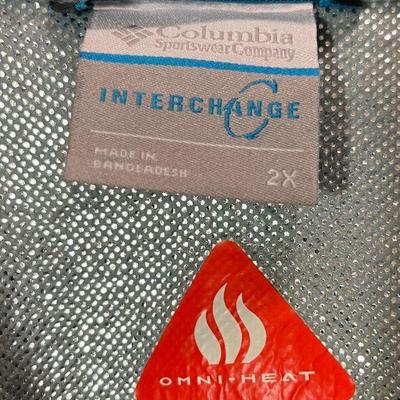 Columbia
Sportswear Company
INTERCHANGE
MADE IN
BANGLADESH
2X
OMNI-HEAT